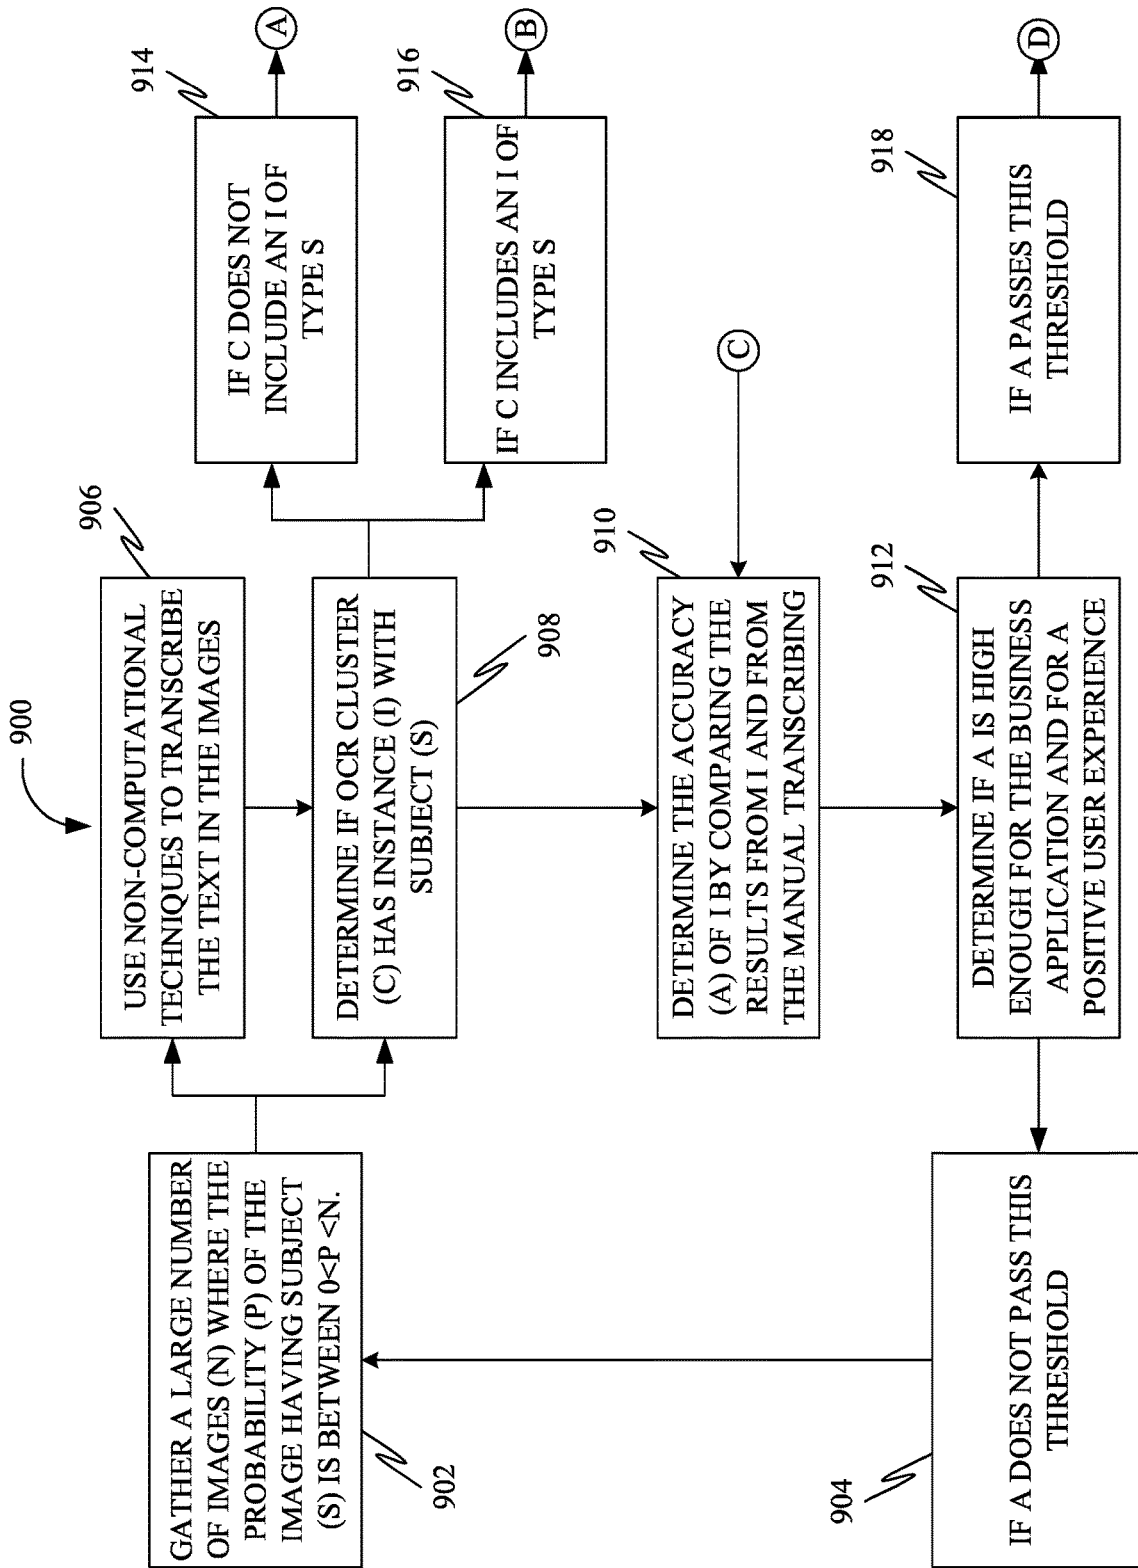 900
GATHER A LARGE NUMBER
OF IMAGES (N) WHERE THE
PROBABILITY (P) OF THE
IMAGE HAVING SUBJECT
(S) IS BETWEEN 0<P <N.
902
IF A DOES NOT PASS THIS
THRESHOLD
904
USE NON-COMPUTATIONAL
TECHNIQUES TO TRANSCRIBE
THE TEXT IN THE IMAGES
906
DETERMINE IF OCR CLUSTER
(C) HAS INSTANCE (I) WITH
SUBJECT (S)
908
DETERMINE THE ACCURACY
(A) OF I BY COMPARING THE
RESULTS FROM I AND FROM
THE MANUAL TRANSCRIBING
910
DETERMINE IF A IS HIGH
ENOUGH FOR THE BUSINESS
APPLICATION AND FOR A
POSITIVE USER EXPERIENCE
912
IF C DOES NOT
INCLUDE AN I OF
TYPE S
914
A
IF C INCLUDES AN I OF
TYPE S
916
B
C
IF A PASSES THIS
THRESHOLD
918
D